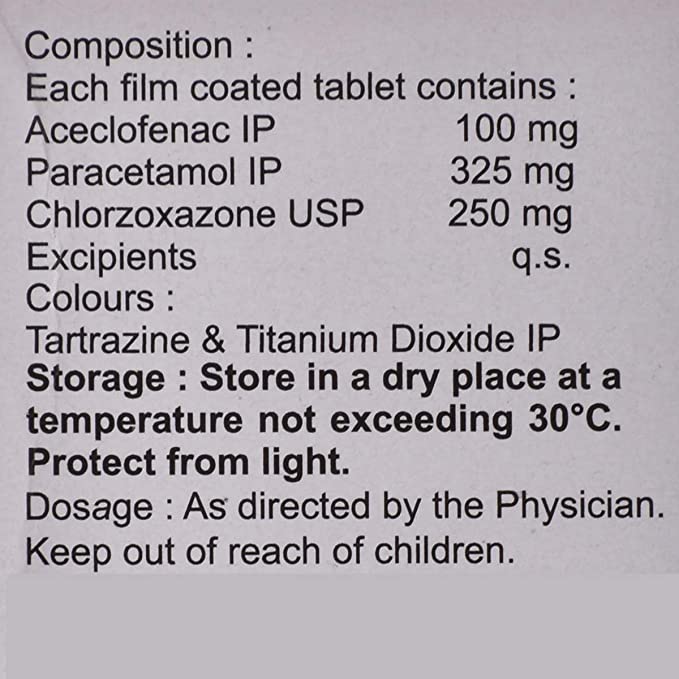 Composition :
Each film coated tablet contains :
Aceclofenac IP 100 mg
Paracetamol IP 325 mg
Chlorzoxazone USP 250 mg
Excipients q.s.
Colours :
Tartrazine & Titanium Dioxide IP
Storage : Store in a dry place at a
temperature not exceeding 30°C.
Protect from light.
Dosage : As directed by the Physician.
Keep out of reach of children.